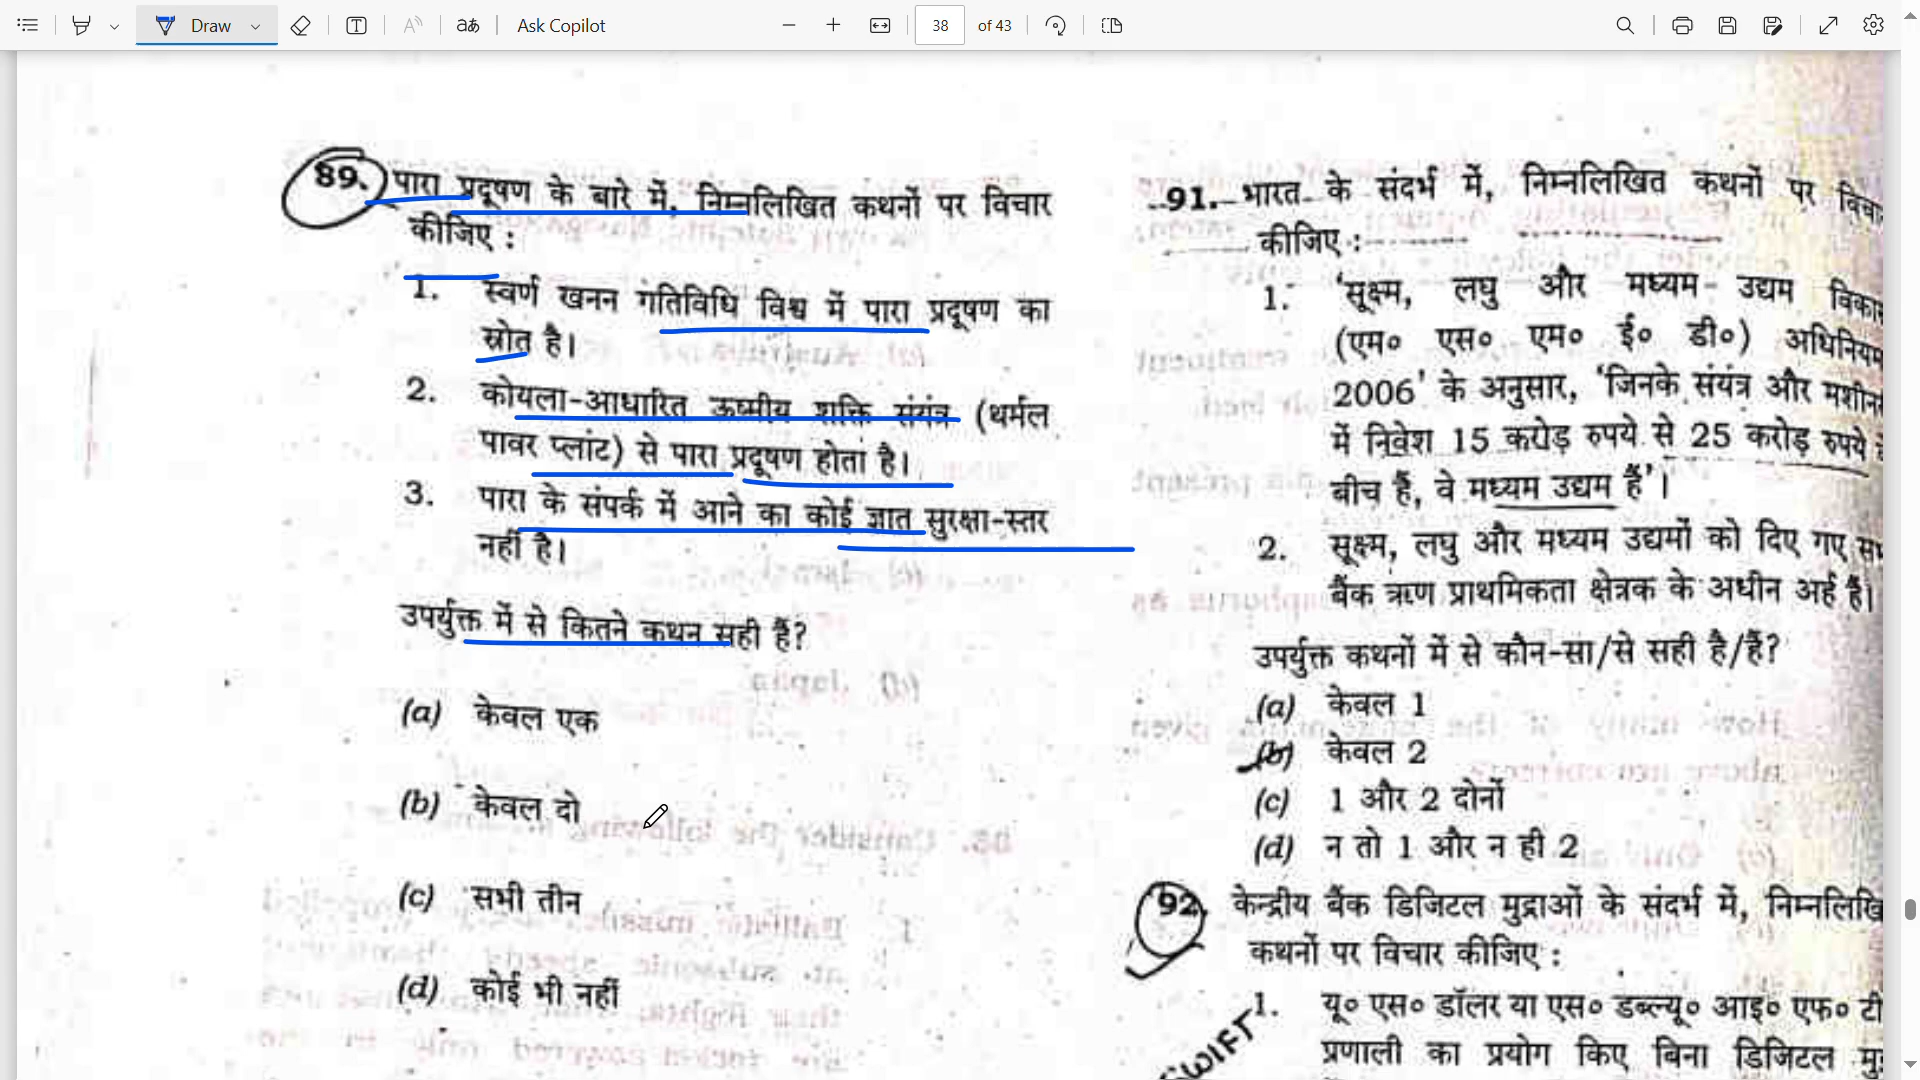 Draw
Ask Copilot
38 of 43
89. पारा प्रदूषण के बारे में, निम्नलिखित कथनों पर विचार
कीजिए :
1. स्वर्ण खनन गतिविधि विश्व में पारा प्रदूषण का
स्रोत है।
2. कोयला-आधारित ऊष्मीय शक्ति संयंत्र (थर्मल
पावर प्लांट) से पारा प्रदूषण होता है।
3. पारा के संपर्क में आने का कोई ज्ञात सुरक्षा-स्तर
नहीं है।
उपर्युक्त में से कितने कथन सही हैं?
(a) केवल एक
(b) केवल दो
(c) सभी तीन
(d) कोई भी नहीं
91. भारत के संदर्भ में, निम्नलिखित कथनों पर
कीजिए :
1. 'सूक्ष्म, लघु और मध्यम उद्यम
(एम० एस० एम० ई० डी०) अधिनियम
2006' के अनुसार, 'जिनके संयंत्र और
में निवेश 15 करोड़ रुपये से 25 करोड़ रुपये
बीच हैं, वे मध्यम उद्यम हैं'।
2. सूक्ष्म, लघु और मध्यम उद्यमों को दिए गए
बैंक ऋण प्राथमिकता क्षेत्रक के अधीन अर्ह हैं।
उपर्युक्त कथनों में से कौन-सा/से सही है/हैं?
(a) केवल 1
(b) केवल 2
(c) 1 और 2 दोनों
(d) न तो 1 और न ही 2
92. केन्द्रीय बैंक डिजिटल मुद्राओं के संदर्भ में,
कथनों पर विचार कीजिए :
1. यू० एस० डॉलर या एस० डब्ल्यू० आइ० एफ० टी
प्रणाली का प्रयोग किए बिना डिजिटल
SWIFT